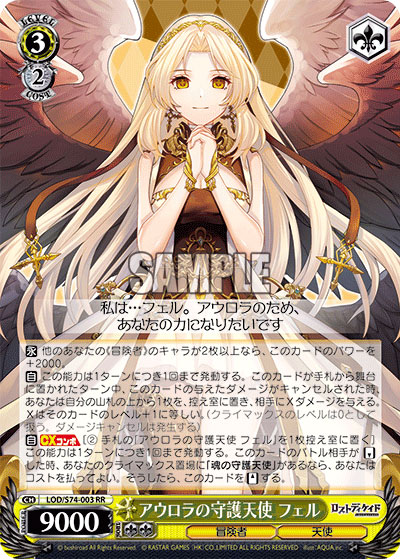 LEVEL
3
2
COST
SAMPLE
私は…フェル。アウロラのため、
あなたの力になりたいです
永 他のあなたの《冒険者》のキャラが2枚以上なら、このカードのパワーを
+2000。
自 この能力は1ターンにつき1回まで発動する。このカードが手札から舞台
に置かれたターン中、このカードの与えたダメージがキャンセルされた時、
あなたは自分の山札の上から1枚を、控え室に置き、相手にXダメージを与える。
Xはそのカードのレベル+1に等しい。(クライマックスのレベルは0として
扱う。ダメージキャンセルは発生する)
自 CXコンボ [② 手札の「アウロラの守護天使 フェル」を1枚控え室に置く]
この能力は1ターンにつき1回まで発動する。このカードのバトル相手が【
した時、あなたのクライマックス置場に「魂の守護天使」があるなら、あなた
はコストを払ってよい。
CH
LOD/S74-003 RR
アウロラの守護天使 フェル
ロストディケイド
9000
冒険者
天使
© bushiroad All Rights Reserved. © RASTAR GAMES (HK) CO.,LIMITED ALL RIGHTS RESERVED.